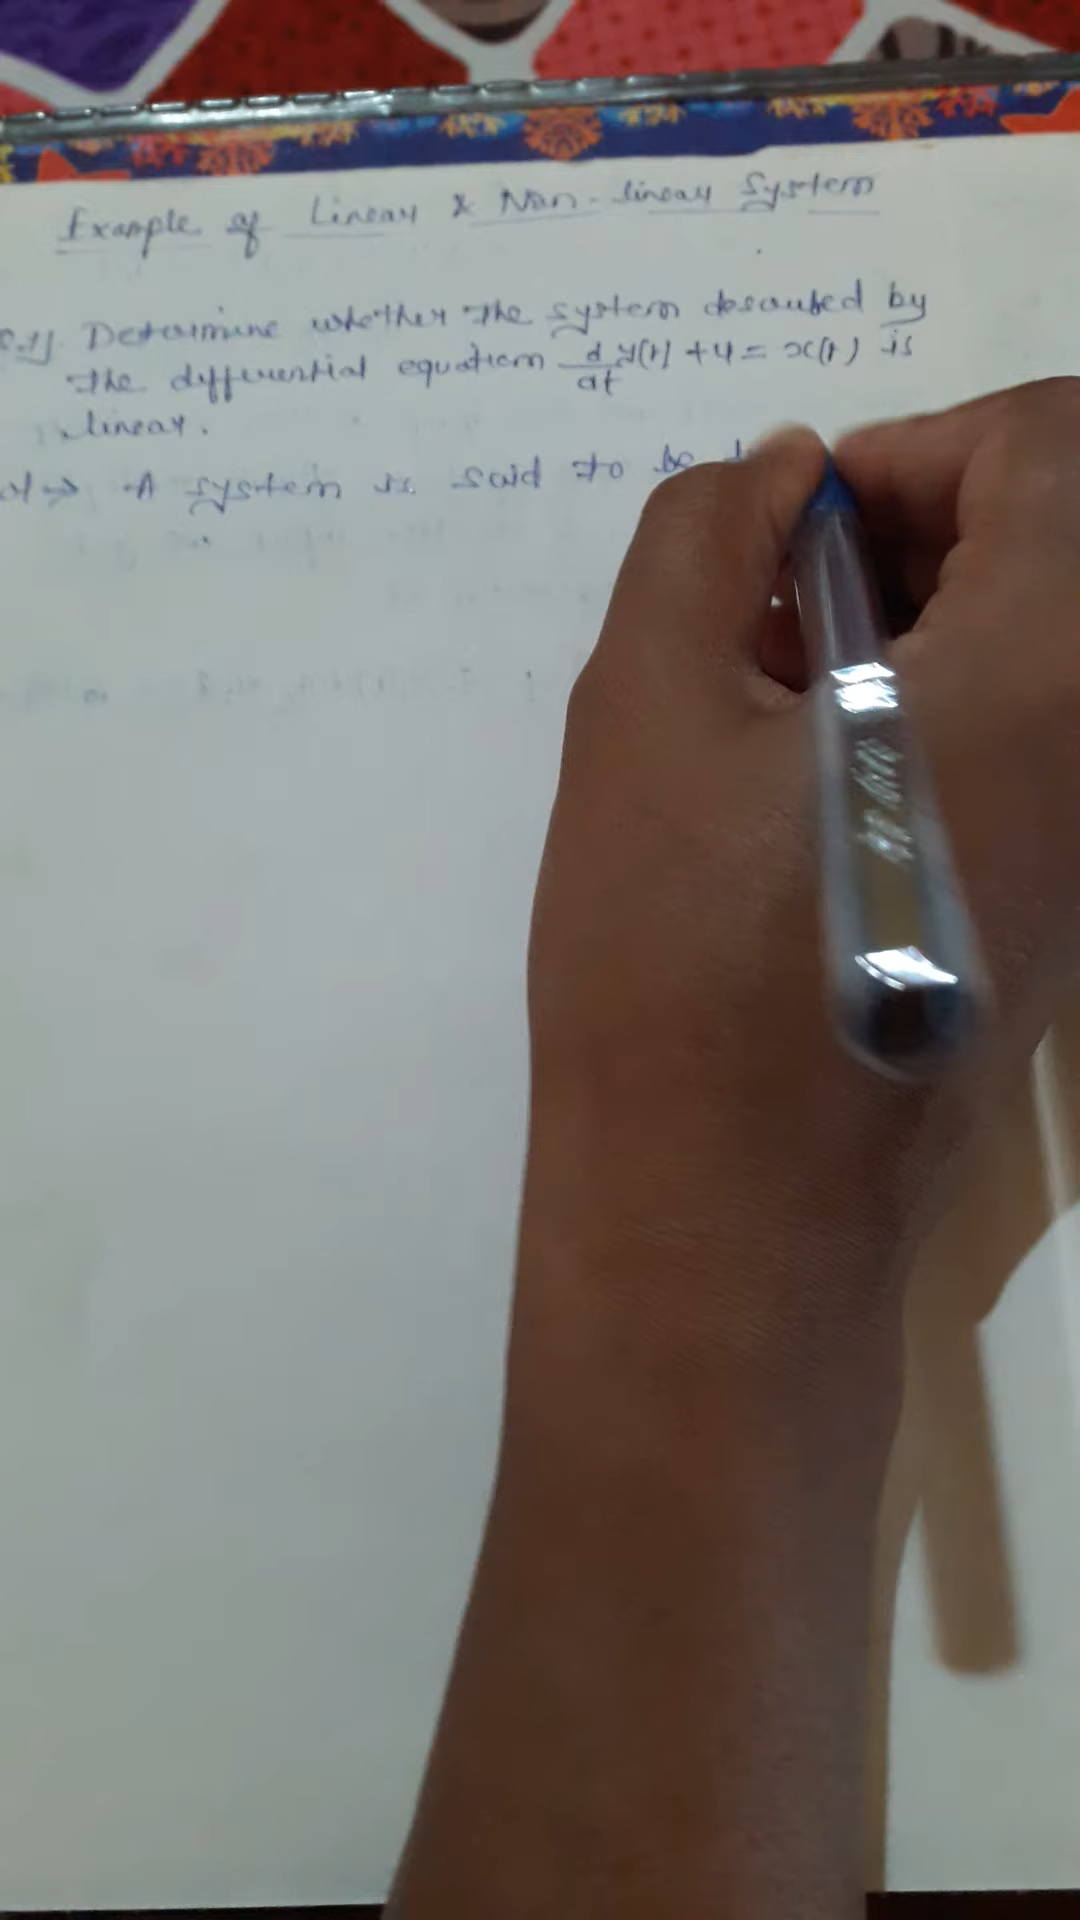 Example of Linear & Non-linear System
Q.1). Determine whether the system described by
the differential equation d/dt y(t) + 4 = x(t) is
linear.
A system is said to be